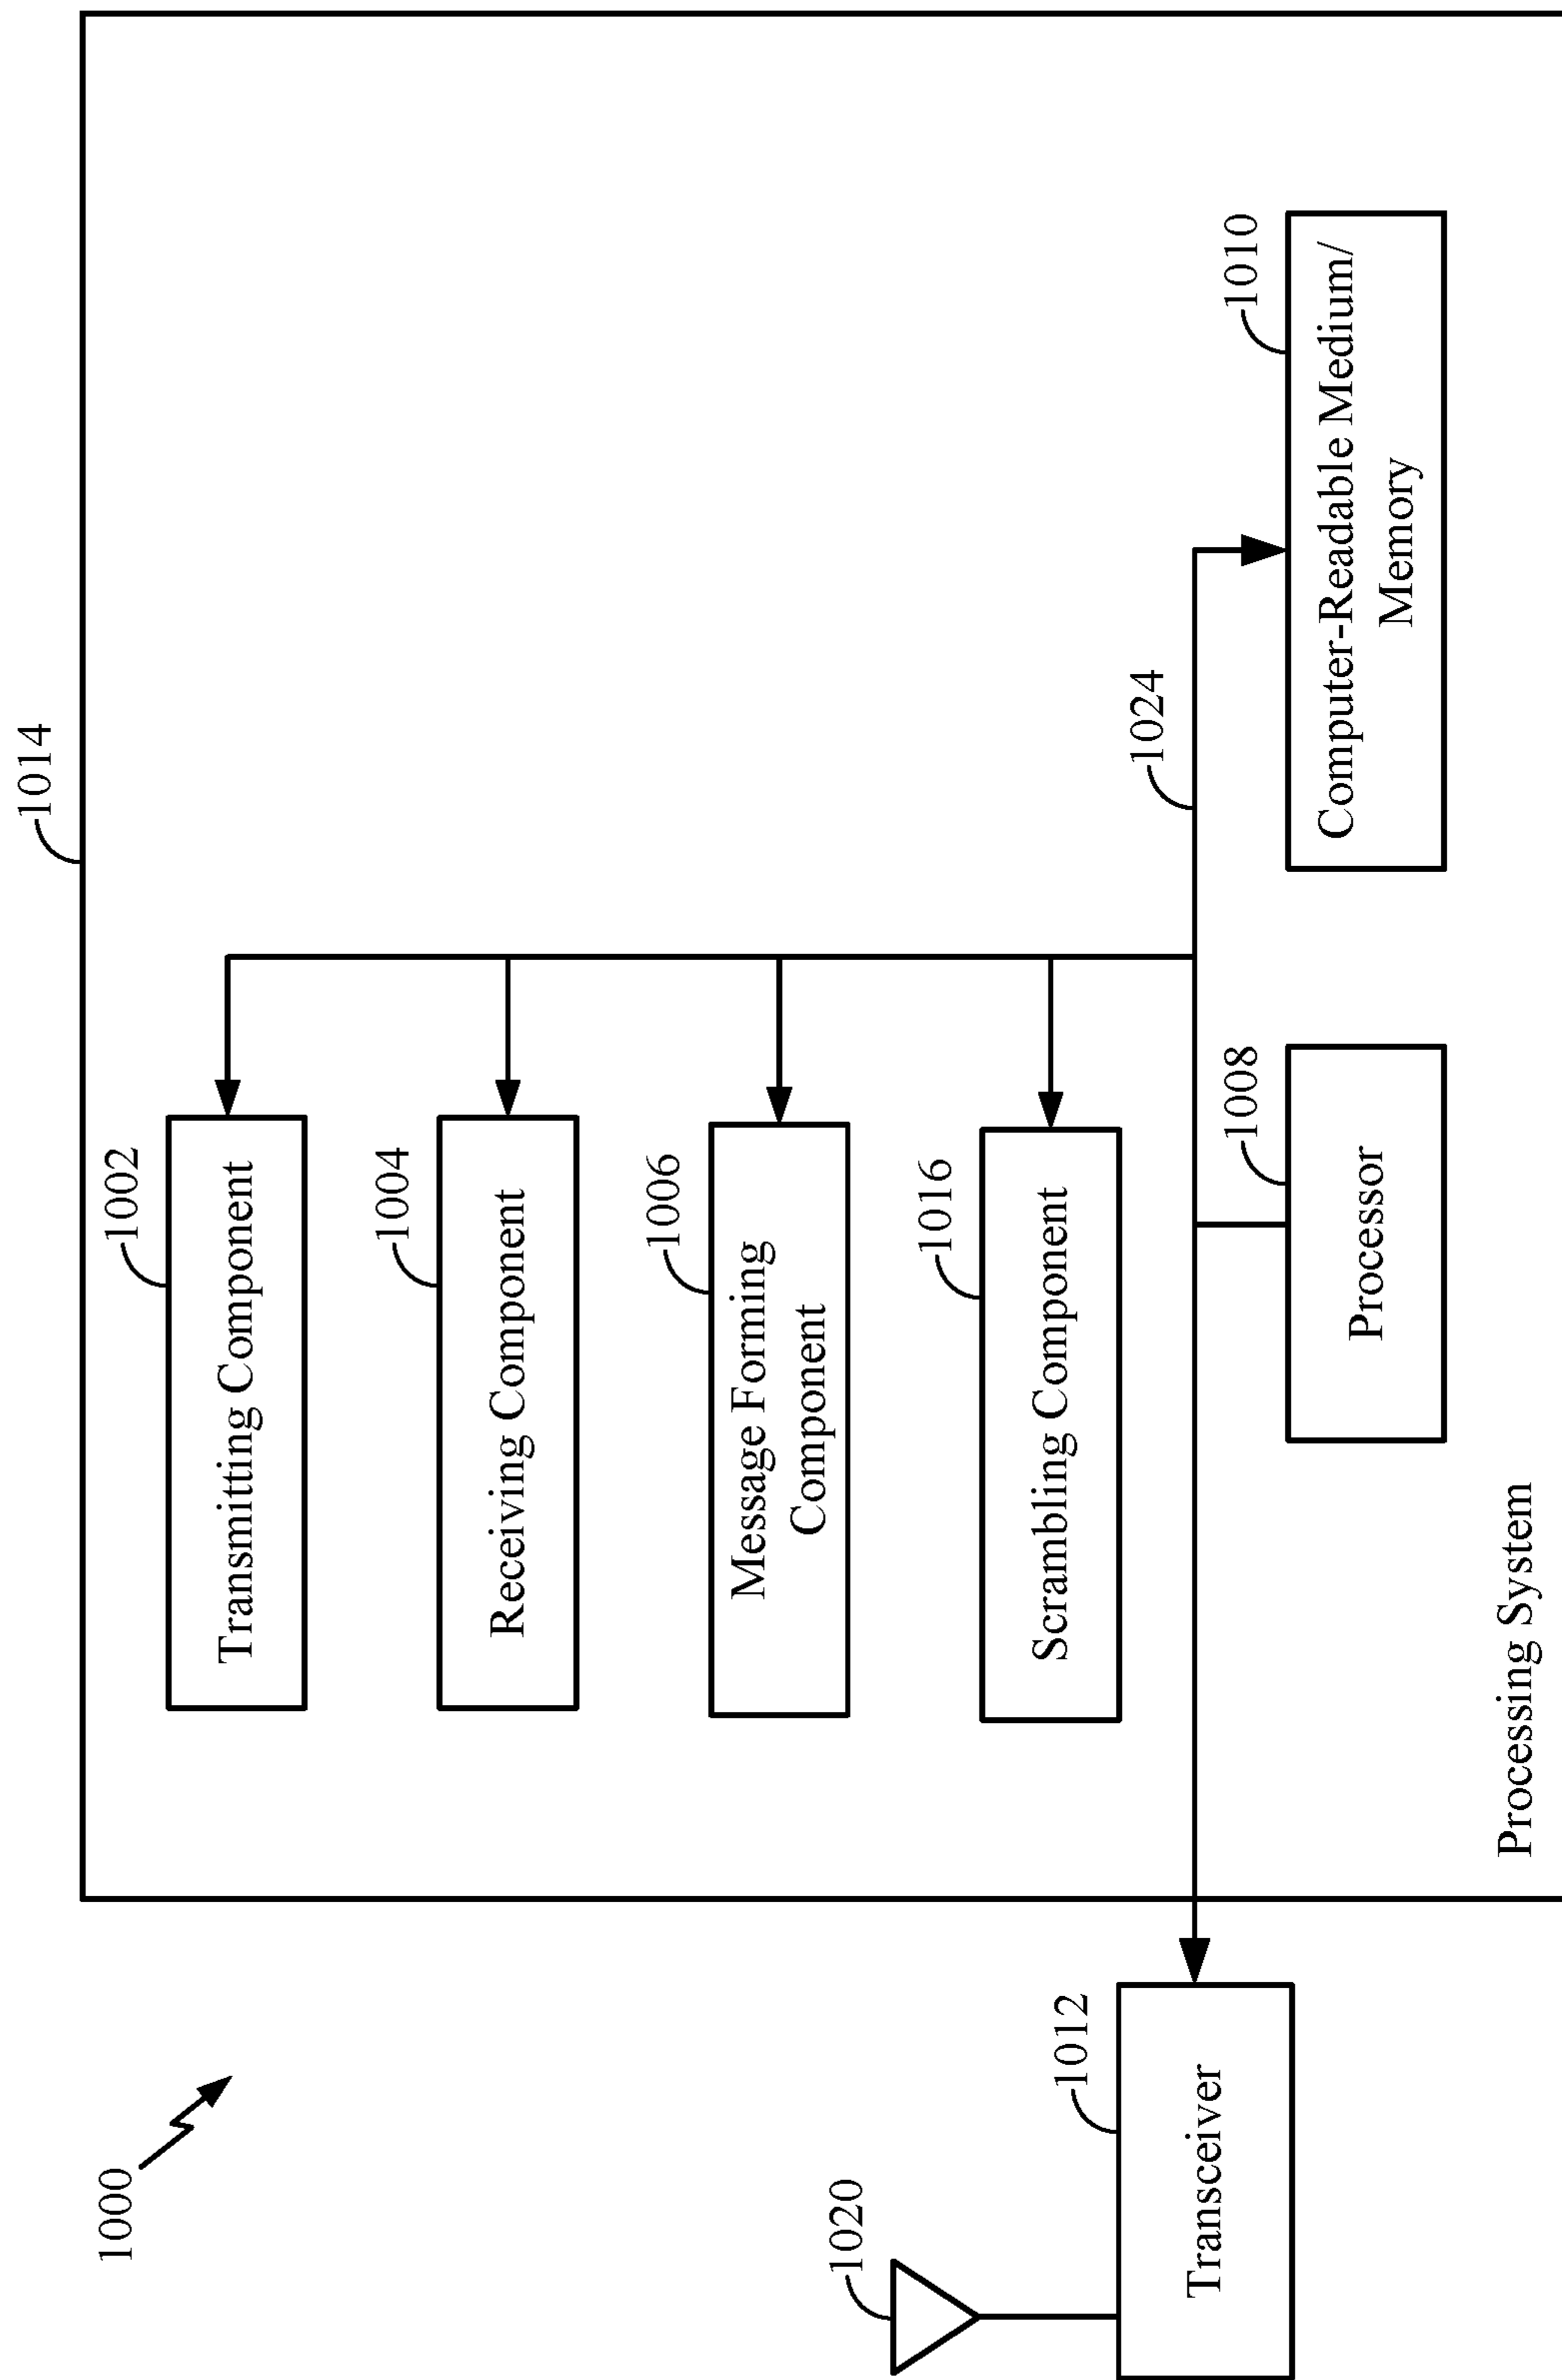 1014
1000
1002
Transmitting Component
1004
Receiving Component
1006
Message Forming
Component
1016
Scrambling Component
1020
1012
Transceiver
1024
1008
Processor
1010
Computer-Readable Medium/
Memory
Processing System